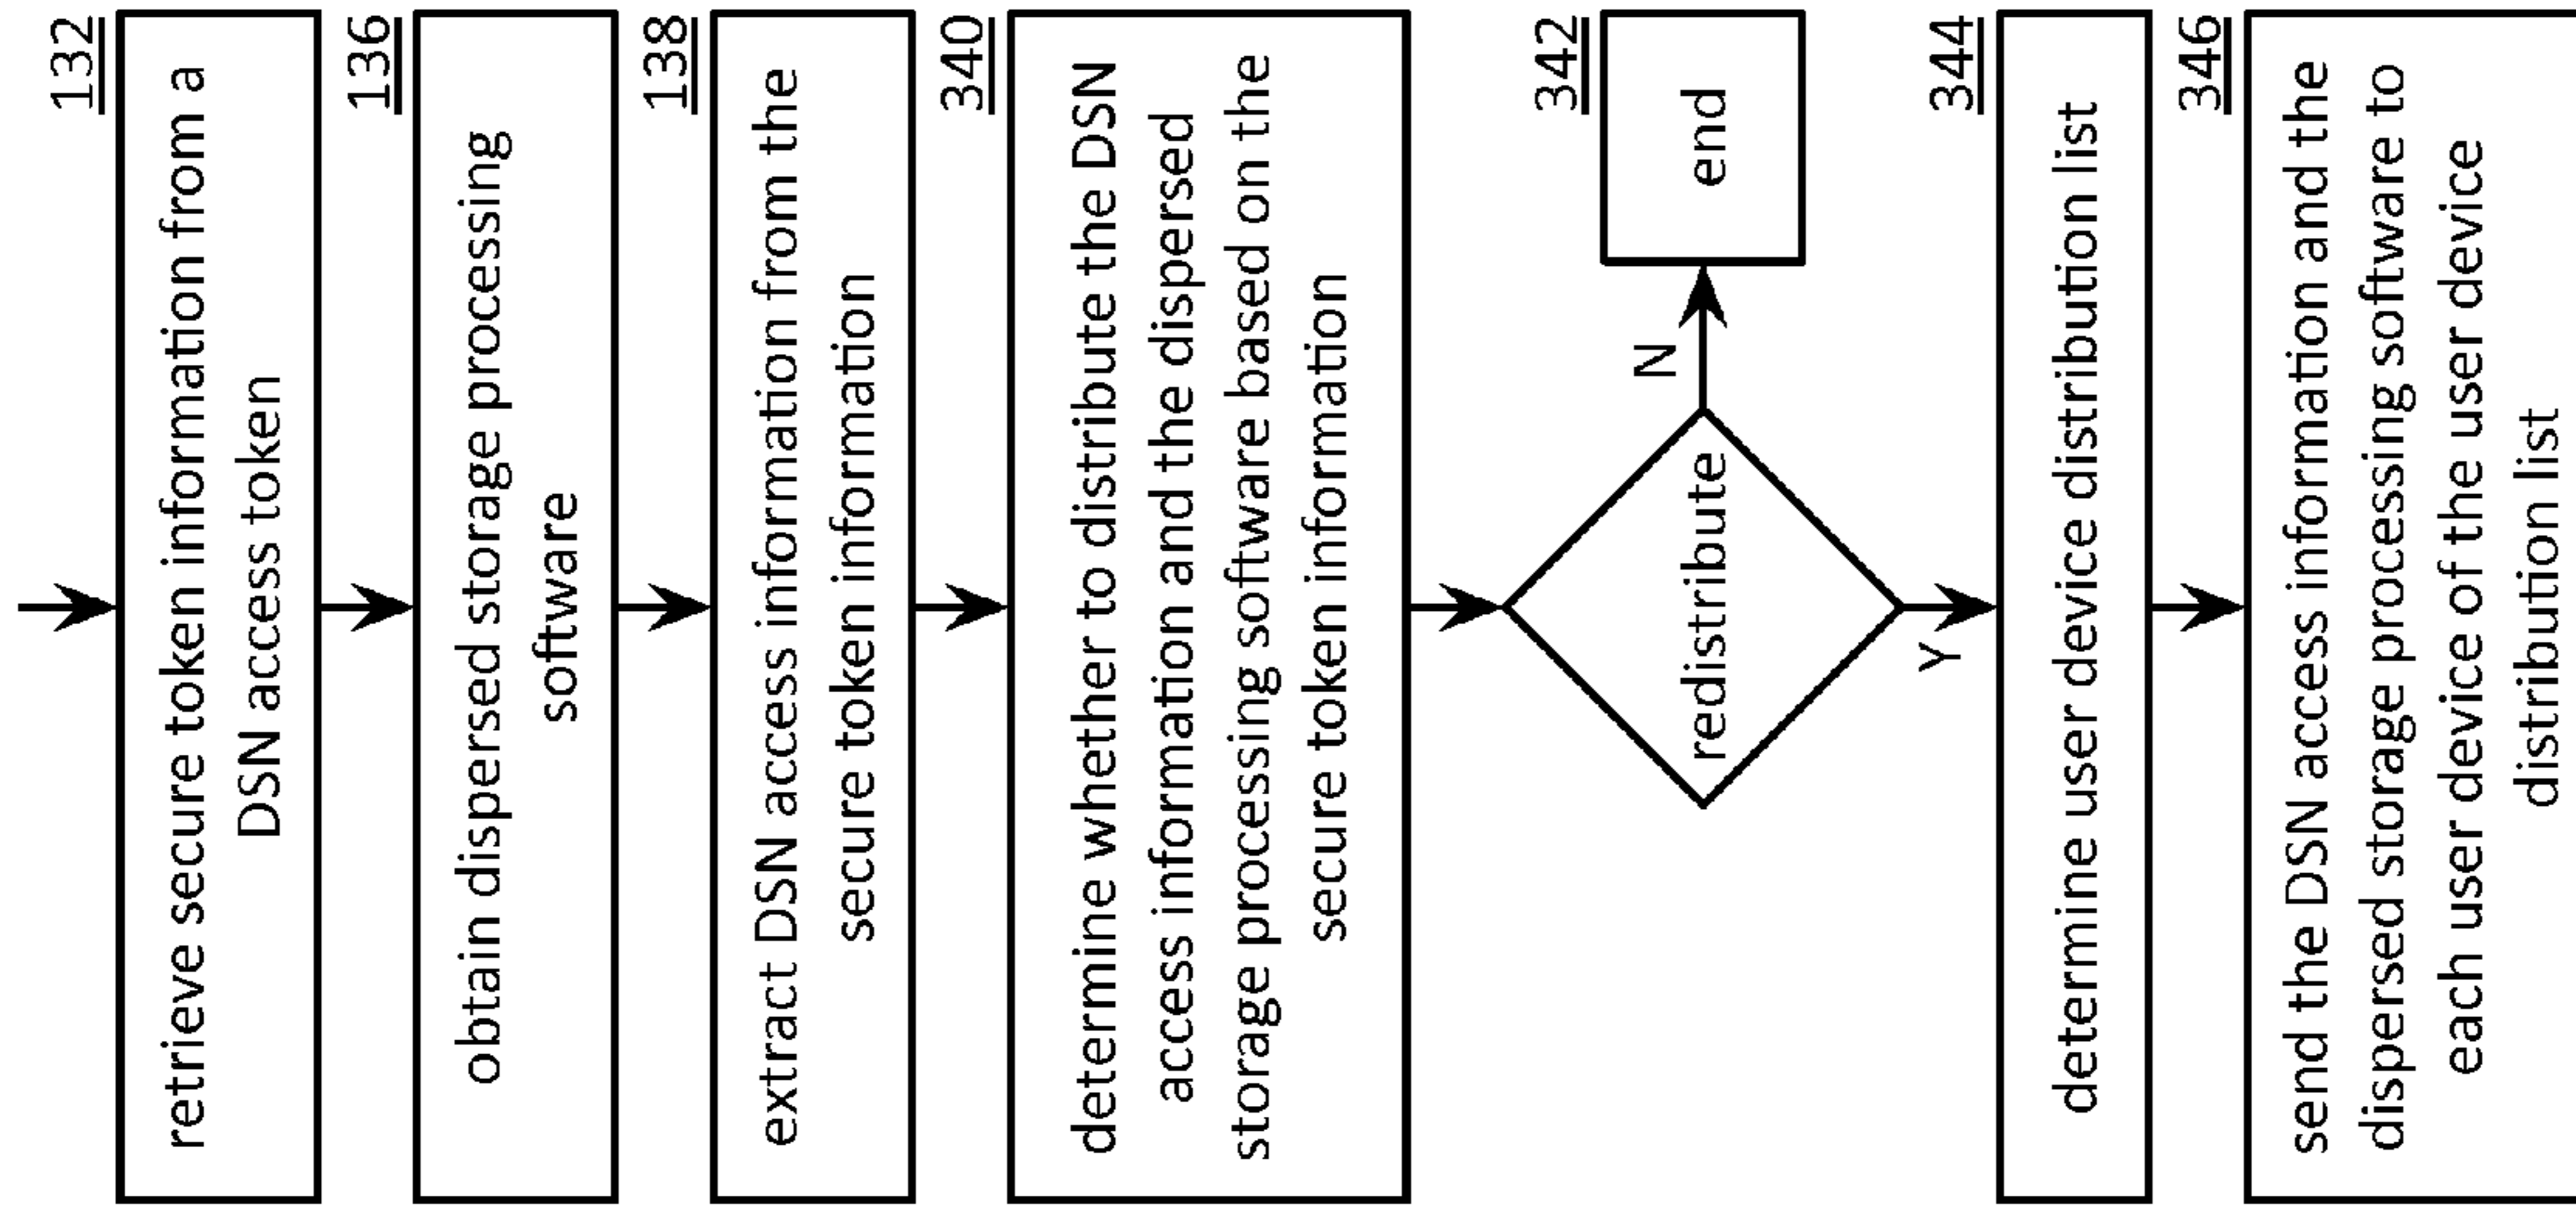 132
retrieve secure token information from a
DSN access token
136
obtain dispersed storage processing
software
138
extract DSN access information from the
secure token information
340
determine whether to distribute the DSN
access information and the dispersed
storage processing software based on the
secure token information
redistribute
N
342
end
Y
344
determine user device distribution list
346
send the DSN access information and the
dispersed storage processing software to
each user device of the user device
distribution list